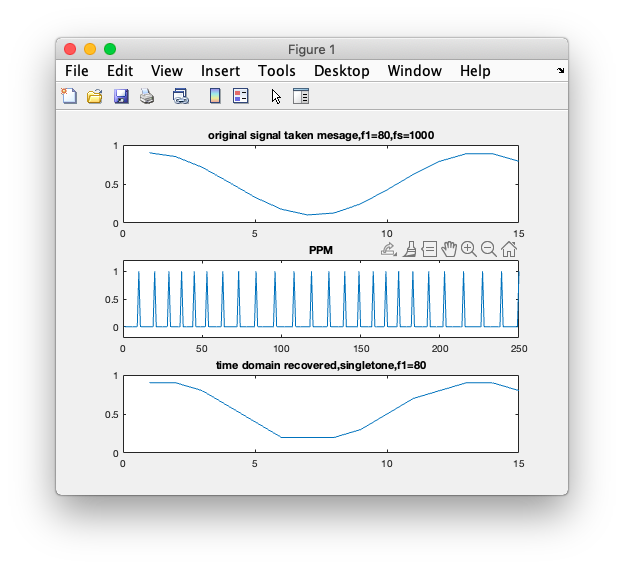 Figure 1
File Edit View Insert Tools Desktop Window Help
original signal taken mesage,f1=80,fs=1000
1
0.5
0
0 5 10 15
PPM
1
0.5
0
0 50 100 150 200 250
time domain recovered,singletone,f1=80
1
0.5
0
0 5 10 15